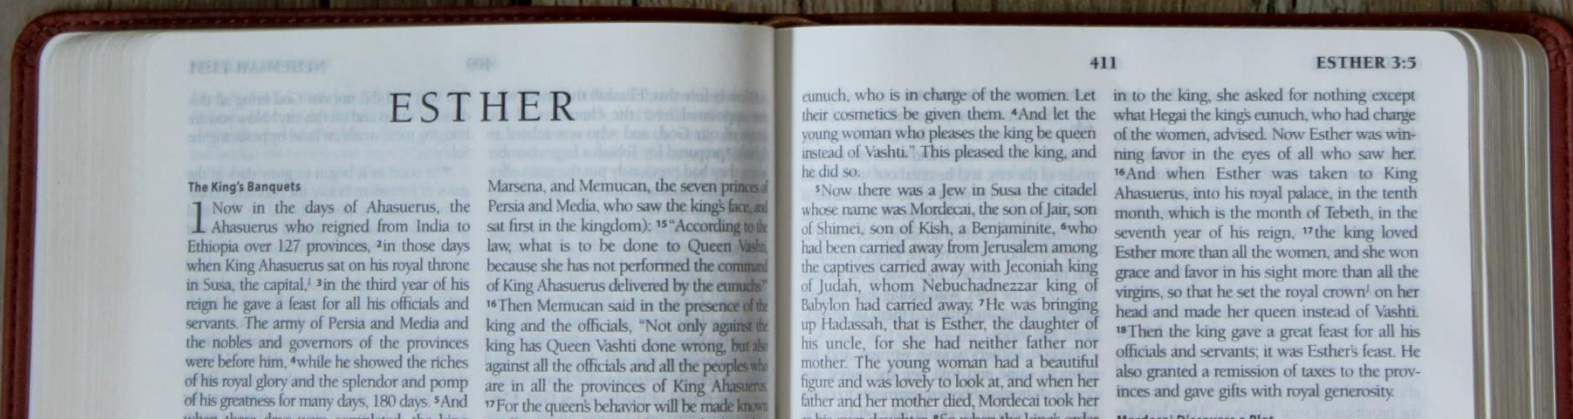 ESTHER
The King's Banquets
1 Now in the days of Ahasuerus, the
Ahasuerus who reigned from India to
Ethiopia over 127 provinces, 2 in those days
when King Ahasuerus sat on his royal throne
in Susa, the capital, 3 in the third year of his
reign he gave a feast for all his officials and
servants. The army of Persia and Media and
the nobles and governors of the provinces
were before him, 4 while he showed the riches
of his royal glory and the splendor and pomp
of his greatness for many days, 180 days. 5 And
Marsena, and Memucan, the seven princes of
Persia and Media, who saw the king's face, and
sat first in the kingdom): 15 "According to the
law, what is to be done to Queen Vashti,
because she has not performed the command
of King Ahasuerus delivered by the eunuchs?"
16 Then Memucan said in the presence of the
king and the officials, "Not only against the
king has Queen Vashti done wrong, but also
against all the officials and all the peoples who
are in all the provinces of King Ahasuerus.
17 For the queen's behavior will be made known
411
ESTHER 3:5
eunuch, who is in charge of the women. Let
their cosmetics be given them. 4 And let the
young woman who pleases the king be queen
instead of Vashti." This pleased the king, and
he did so.
5 Now there was a Jew in Susa the citadel
whose name was Mordecai, the son of Jair, son
of Shimei, son of Kish, a Benjaminite, 6 who
had been carried away from Jerusalem among
the captives carried away with Jeconiah king
of Judah, whom Nebuchadnezzar king of
Babylon had carried away. 7 He was bringing
up Hadassah, that is Esther, the daughter of
his uncle, for she had neither father nor
mother. The young woman had a beautiful
figure and was lovely to look at, and when her
father and her mother died, Mordecai took her
in to the king, she asked for nothing except
what Hegai the king's eunuch, who had charge
of the women, advised. Now Esther was win-
ning favor in the eyes of all who saw her.
16 And when Esther was taken to King
Ahasuerus, into his royal palace, in the tenth
month, which is the month of Tebeth, in the
seventh year of his reign, 17 the king loved
Esther more than all the women, and she won
grace and favor in his sight more than all the
virgins, so that he set the royal crown on her
head and made her queen instead of Vashti.
18 Then the king gave a great feast for all his
officials and servants; it was Esther's feast. He
also granted a remission of taxes to the prov-
inces and gave gifts with royal generosity.